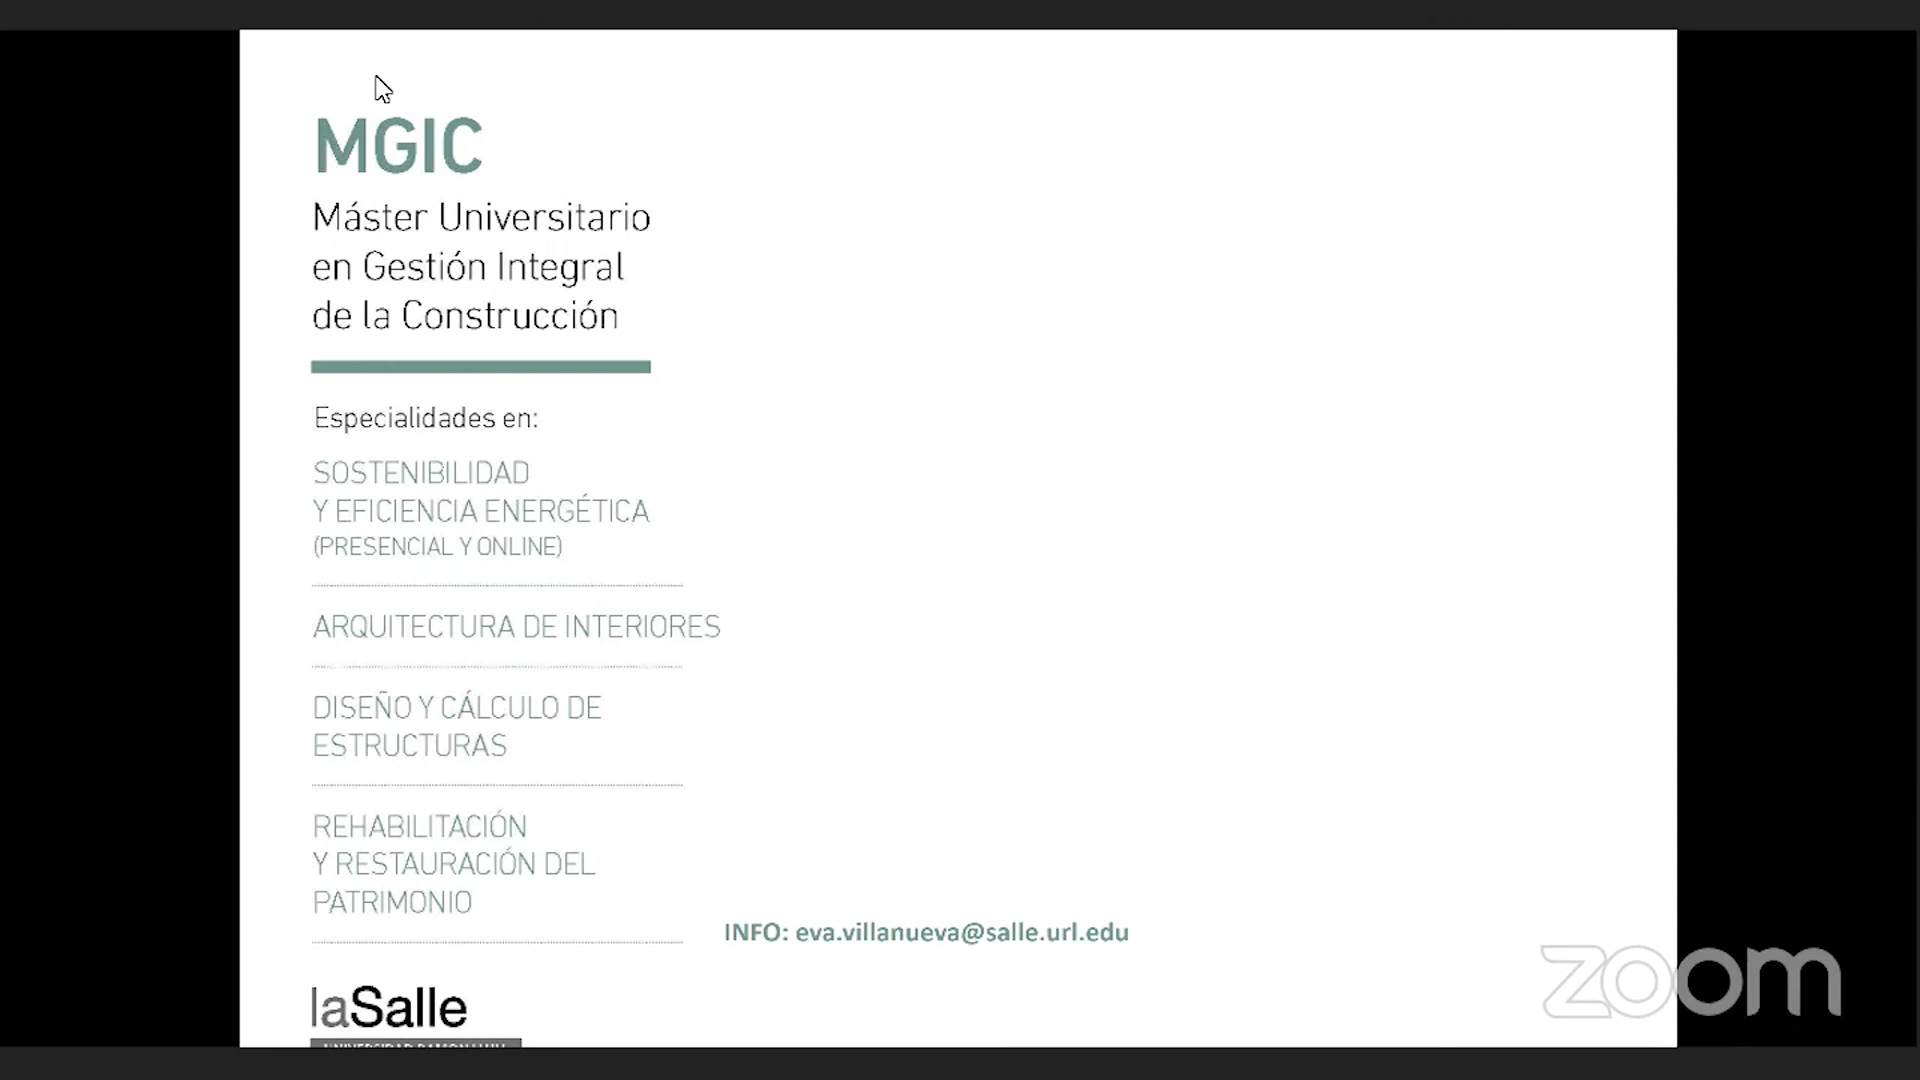 MGIC
Máster Universitario
en Gestión Integral
de la Construcción
Especialidades en:
SOSTENIBILIDAD
Y EFICIENCIA ENERGÉTICA
(PRESENCIAL Y ONLINE)
ARQUITECTURA DE INTERIORES
DISEÑO Y CÁLCULO DE
ESTRUCTURAS
REHABILITACIÓN
Y RESTAURACIÓN DEL
PATRIMONIO
INFO: eva.villanueva@salle.url.edu
laSalle
zoom